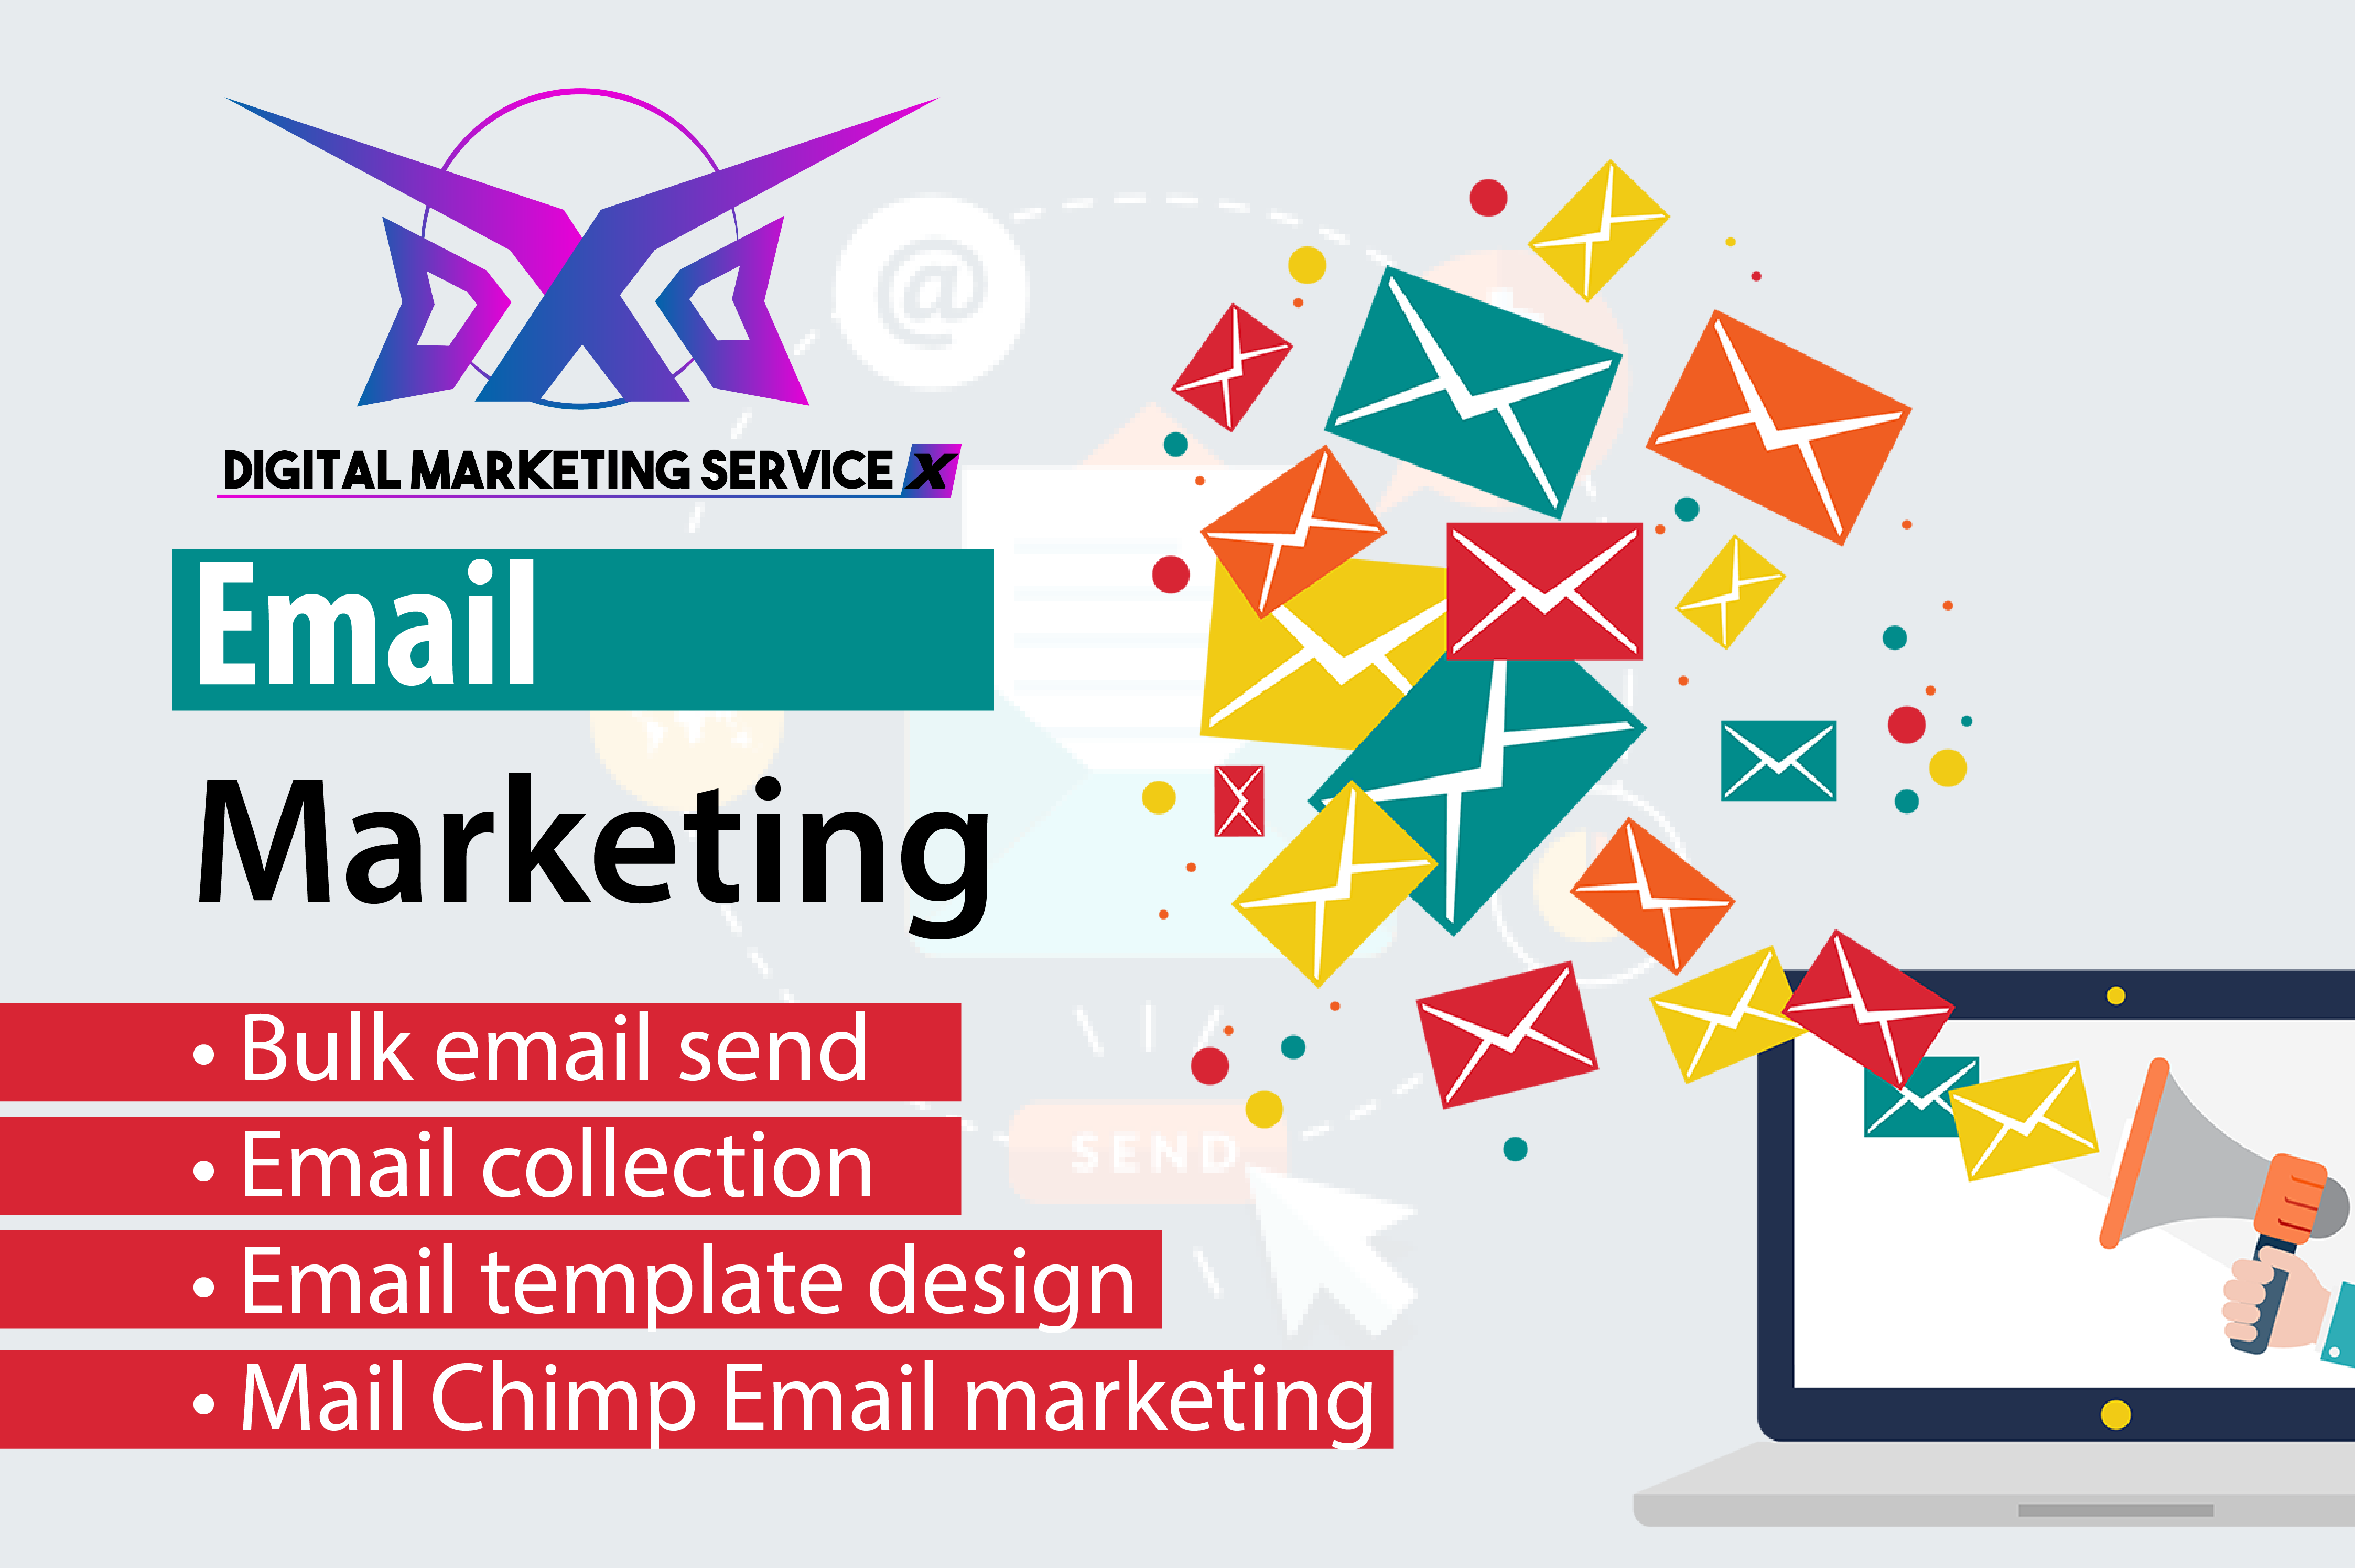 DIGITAL MARKETING SERVICE X
Email
Marketing
• Bulk email send
• Email collection
• Email template design
• Mail Chimp Email marketing
@
SEND